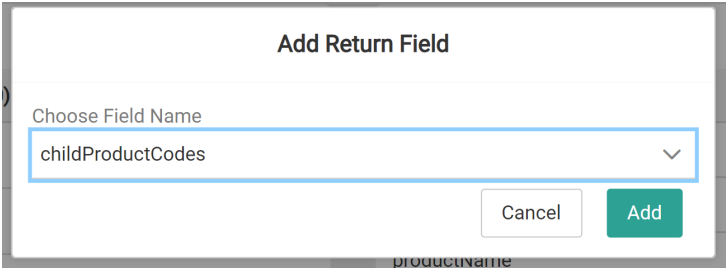 Add Return Field
)
Choose Field Name
childProductCodes
Cancel
Add
productName